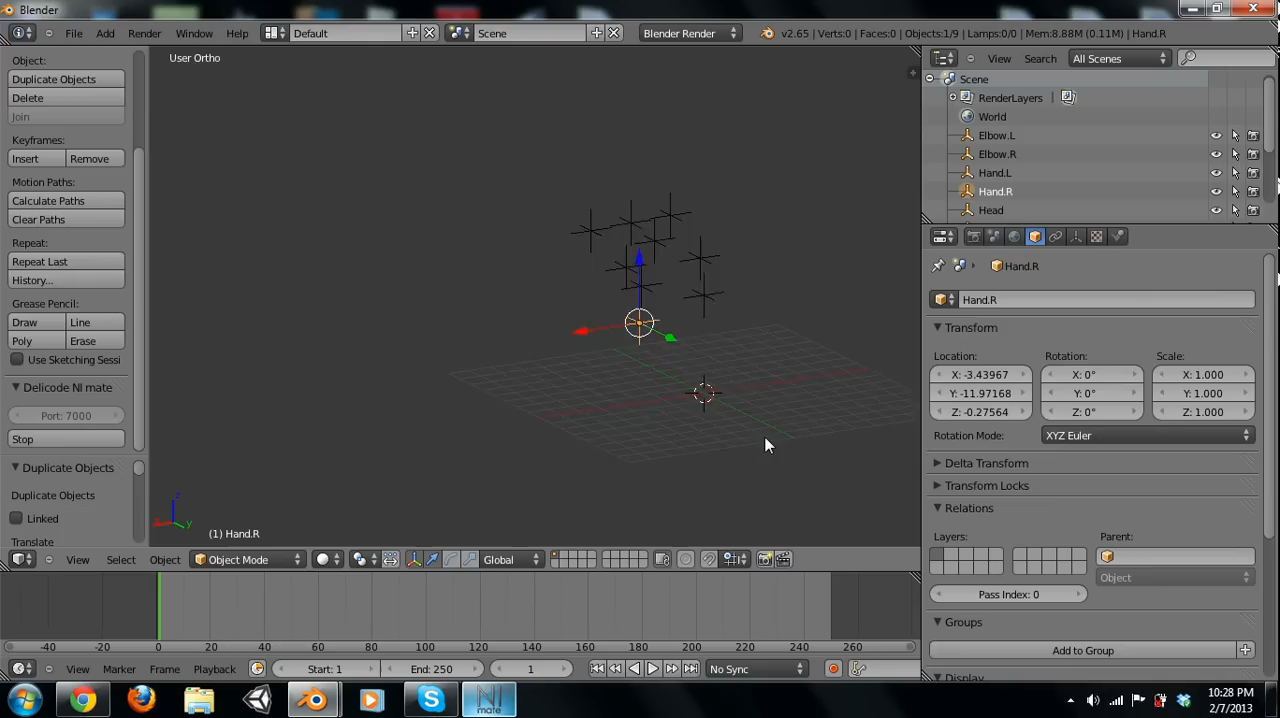 Blender
File Add Render Window Help Default Scene Blender Render v2.65 | Verts:0 | Faces:0 | Objects:1/9 | Lamps:0/0 | Mem:8.88M (0.11M) | Hand.R
User Ortho
Object:
Duplicate Objects
Delete
Join
Keyframes:
Insert Remove
Motion Paths:
Calculate Paths
Clear Paths
Repeat:
Repeat Last
History...
Grease Pencil:
Draw Line
Poly Erase
Use Sketching Sessi
Delicode NI mate
Port: 7000
Stop
Duplicate Objects
Duplicate Objects
Linked
Translate
z
x
y
(1) Hand.R
View Select Object Object Mode Global
-40 -20 0 20 40 60 80 100 120 140 160 180 200 220 240 260
View Marker Frame Playback Start: 1 End: 250 1 No Sync
View Search All Scenes
Scene
RenderLayers |
World
Elbow.L
Elbow.R
Hand.L
Hand.R
Head
Hand.R
Hand.R
Transform
Location: Rotation: Scale:
X: -3.43967 X: 0° X: 1.000
Y: -11.97168 Y: 0° Y: 1.000
Z: -0.27564 Z: 0° Z: 1.000
Rotation Mode: XYZ Euler
Delta Transform
Transform Locks
Relations
Layers: Parent:
Object
Pass Index: 0
Groups
Add to Group
Display
NI
mate
10:28 PM
2/7/2013